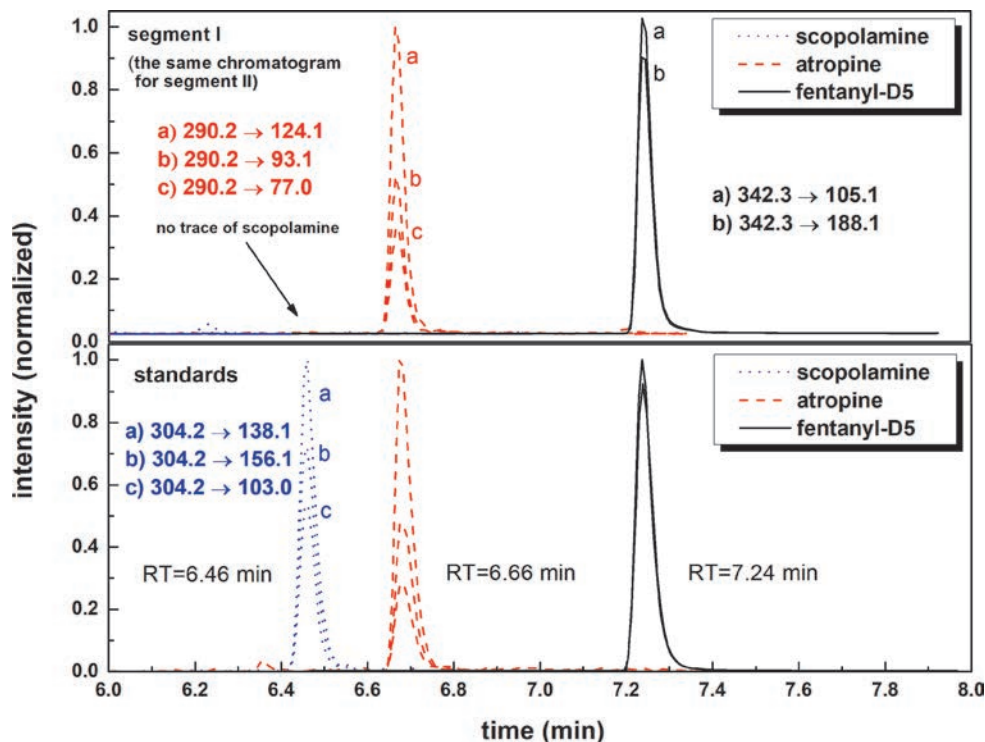 segment I
(the same chromatogram
for segment II)
a) 290.2 → 124.1
b) 290.2 → 93.1
c) 290.2 → 77.0
no trace of scopolamine
a
b
c
a
b
scopolamine
atropine
fentanyl-D5
a) 342.3 → 105.1
b) 342.3 → 188.1
1.0
0.8
0.6
0.4
0.2
0.0
standards
a) 304.2 → 138.1
b) 304.2 → 156.1
c) 304.2 → 103.0
a
b
c
scopolamine
atropine
fentanyl-D5
RT=6.46 min
RT=6.66 min
RT=7.24 min
1.0
0.8
0.6
0.4
0.2
0.0
6.0 6.2 6.4 6.6 6.8 7.0 7.2 7.4 7.6 7.8 8.0
time (min)
intensity (normalized)